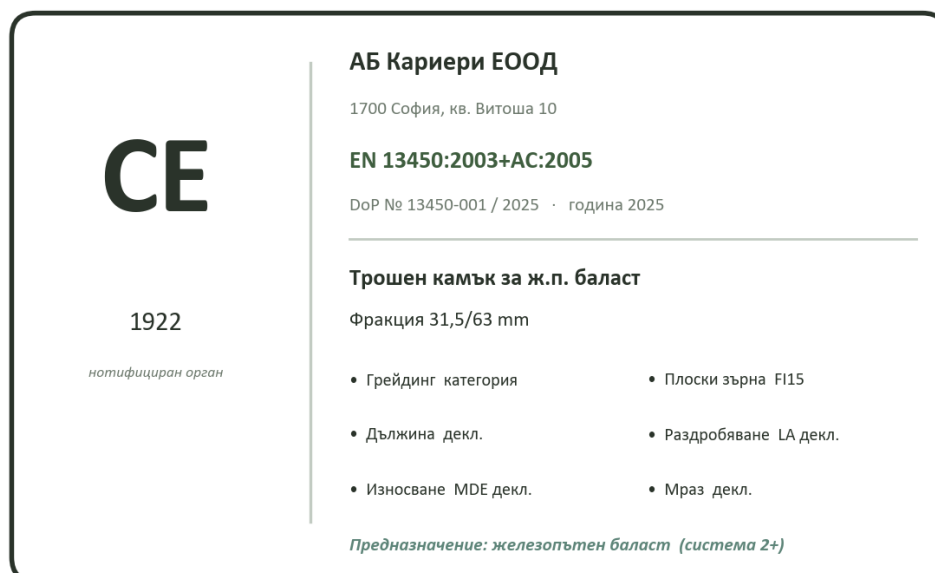 CE
1922
нотифициран орган
АБ Кариери ЕООД
1700 София, кв. Витоша 10
EN 13450:2003+AC:2005
DoP № 13450-001 / 2025 · година 2025
Трошен камък за ж.п. баласт
Фракция 31,5/63 mm
• Грейдинг категория
• Плоски зърна FI15
• Дължина декл.
• Раздробяване LA декл.
• Износване MDE декл.
• Мраз декл.
Предназначение: железопътен баласт (система 2+)